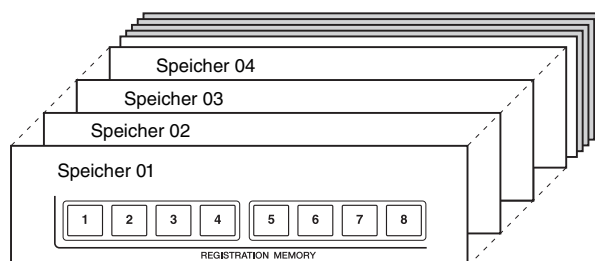 Speicher 04
Speicher 03
Speicher 02
Speicher 01
1 2 3 4 5 6 7 8
REGISTRATION MEMORY